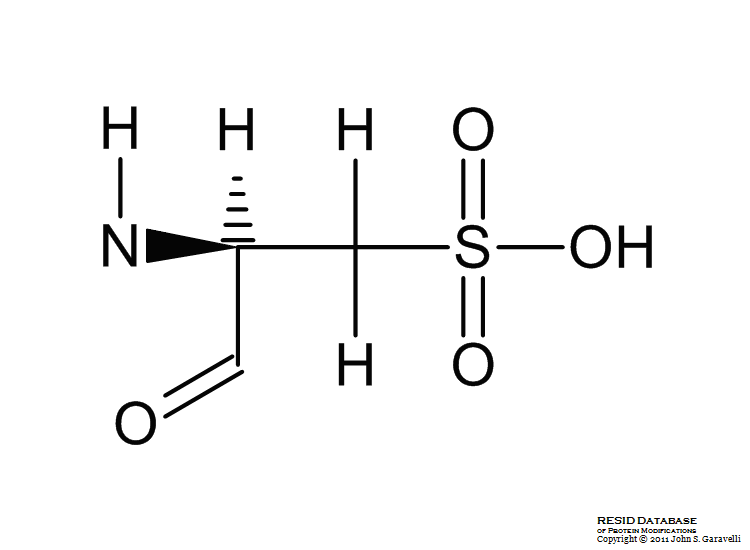 H H H O
N S OH
H O
O
RESID DATABASE
OF PROTEIN MODIFICATIONS
Copyright © 2011 John S. Garavelli